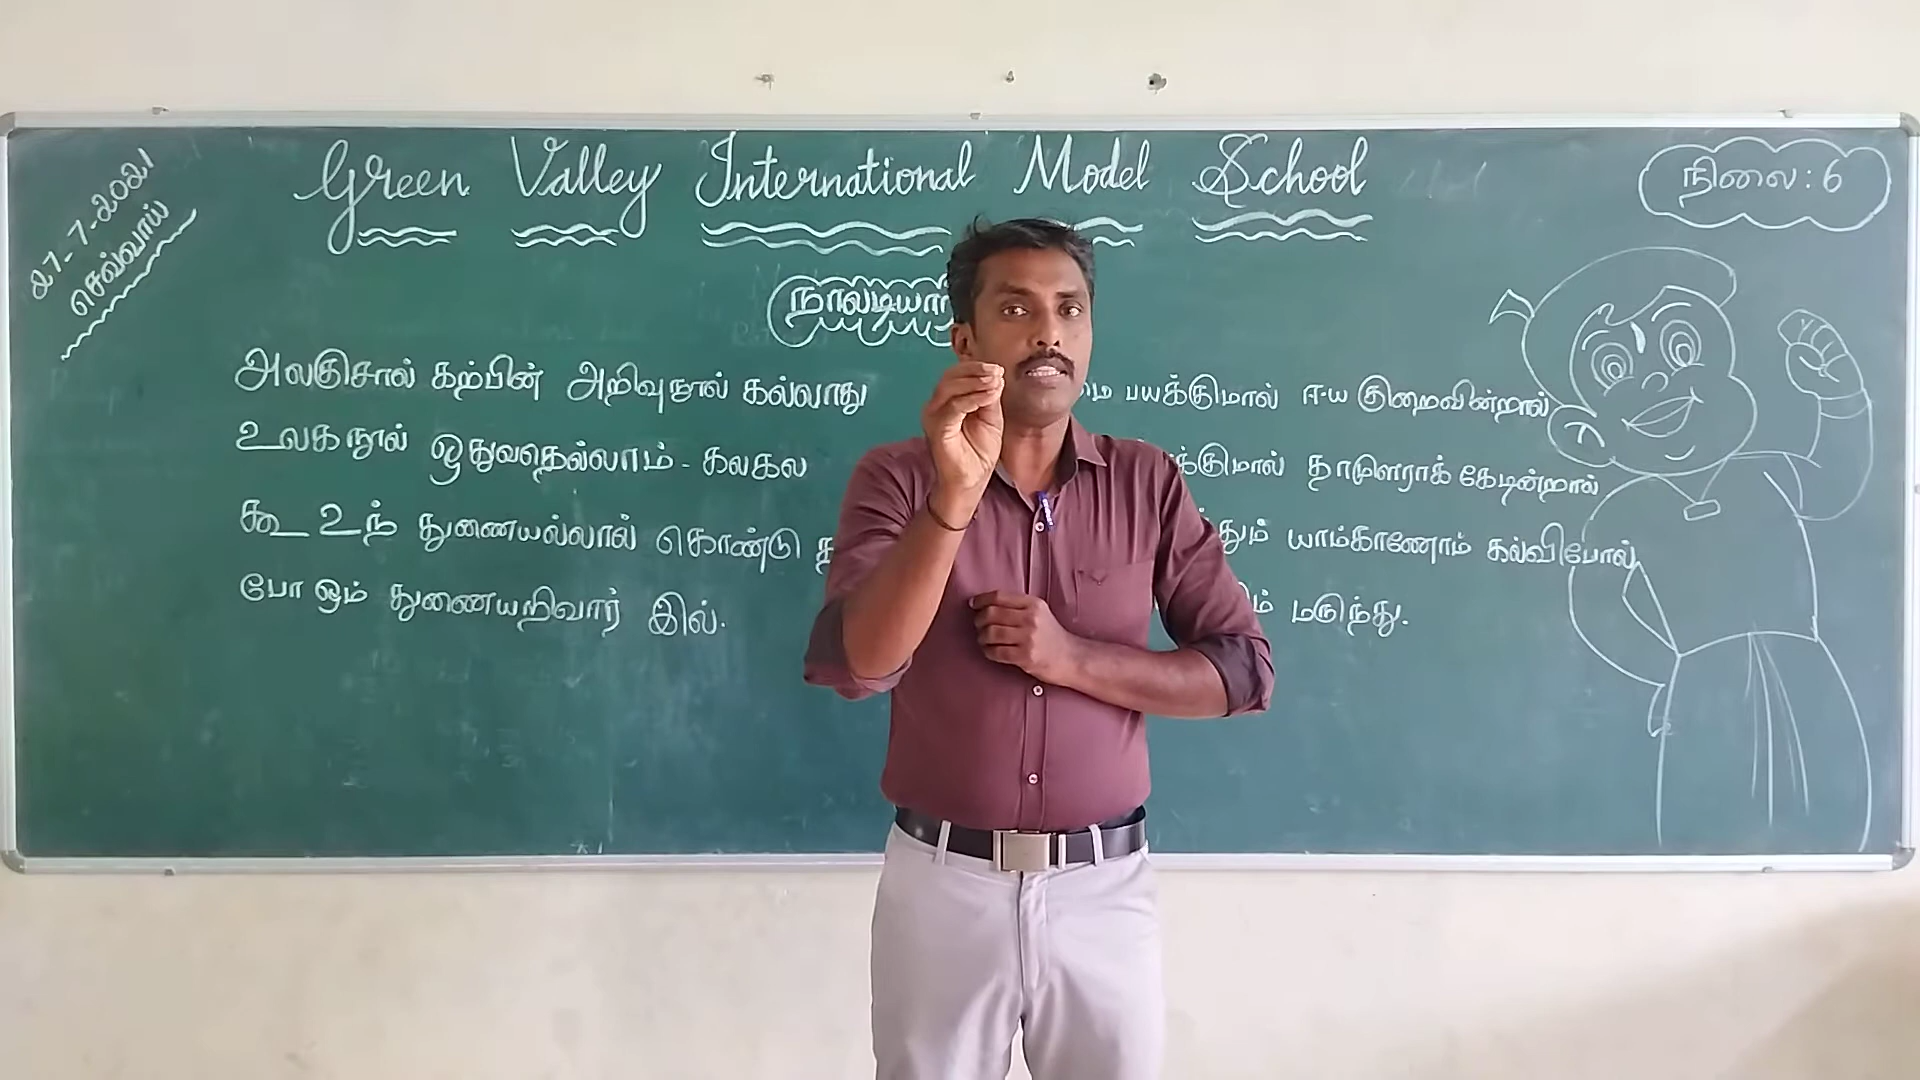 Green Valley International Model School
27-7-2021
செவ்வாய்
நிலை: 6
நாலடியார்
அலகுசால் கற்பின் அறிவுநூல் கல்லாது
உலகநூல் ஓதுவதெல்லாம் - கலகல
கூ உந் துணையல்லால் கொண்டு
போ ஒம் துணையறிவார் இல்.
பயக்குமால் ஈ-ய குறைவின்றால்
க்குமால் தாமுளராக் கேடின்றால்
யாம்காணோம் கல்விபோல்
மருந்து.